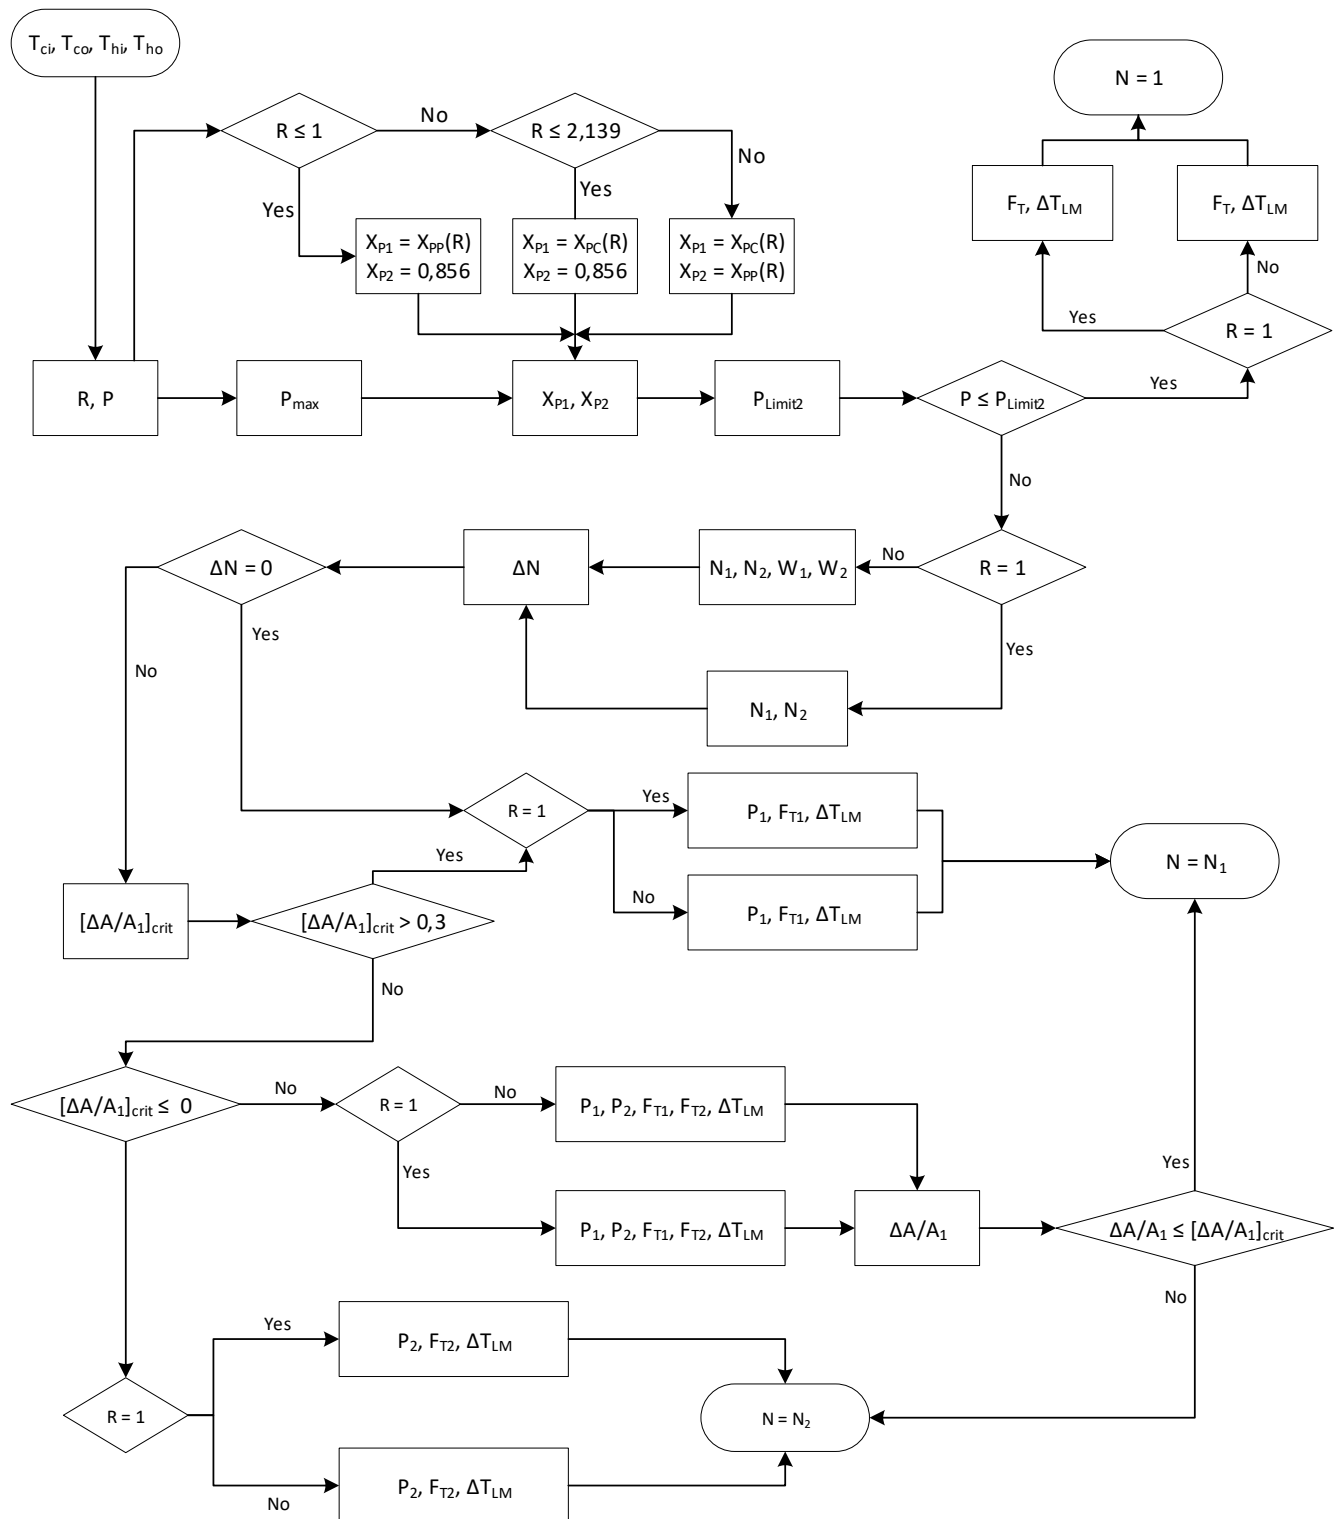 T_ci, T_co, T_hi, T_ho
N = 1
R ≤ 1
No
R ≤ 2,139
No
Yes
Yes
F_T, ΔT_LM
F_T, ΔT_LM
X_P1 = X_PP(R)
X_P2 = 0,856
X_P1 = X_PC(R)
X_P2 = 0,856
X_P1 = X_PC(R)
X_P2 = X_PP(R)
No
Yes
R = 1
R, P
P_max
X_P1, X_P2
P_Limit2
P ≤ P_Limit2
Yes
No
ΔN = 0
ΔN
N_1, N_2, W_1, W_2
No
R = 1
Yes
Yes
No
N_1, N_2
R = 1
Yes
P_1, F_T1, ΔT_LM
N = N_1
Yes
No
P_1, F_T1, ΔT_LM
[ΔA/A_1]_crit
[ΔA/A_1]_crit > 0,3
No
[ΔA/A_1]_crit ≤ 0
No
R = 1
No
P_1, P_2, F_T1, F_T2, ΔT_LM
Yes
Yes
P_1, P_2, F_T1, F_T2, ΔT_LM
ΔA/A_1
ΔA/A_1 ≤ [ΔA/A_1]_crit
No
Yes
P_2, F_T2, ΔT_LM
R = 1
N = N_2
No
P_2, F_T2, ΔT_LM